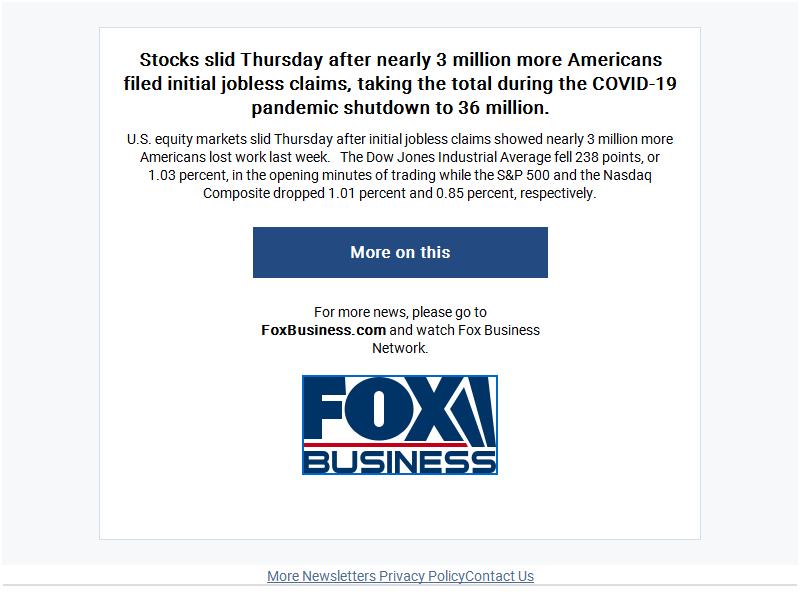 Stocks slid Thursday after nearly 3 million more Americans
filed initial jobless claims, taking the total during the COVID-19
pandemic shutdown to 36 million.
U.S. equity markets slid Thursday after initial jobless claims showed nearly 3 million more
Americans lost work last week.   The Dow Jones Industrial Average fell 238 points, or
1.03 percent, in the opening minutes of trading while the S&P 500 and the Nasdaq
Composite dropped 1.01 percent and 0.85 percent, respectively.
More on this
For more news, please go to
FoxBusiness.com and watch Fox Business
Network.
FOX
BUSINESS
More Newsletters Privacy PolicyContact Us